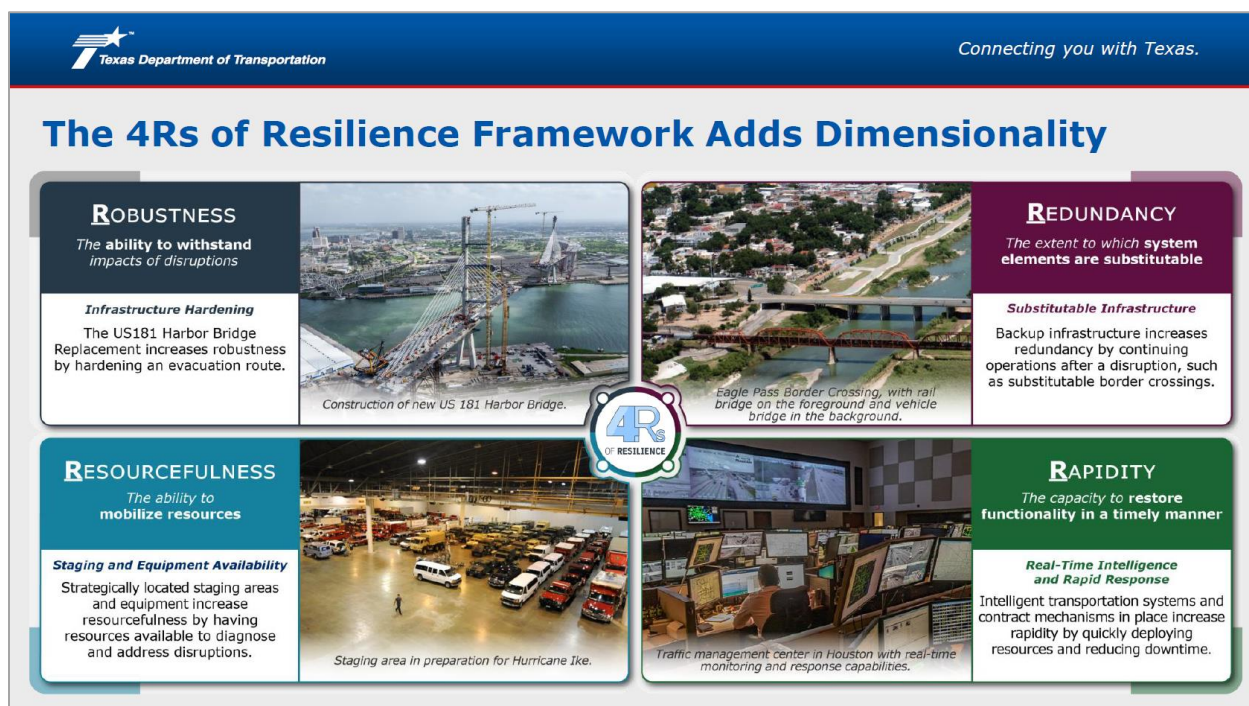 Texas Department of Transportation
Connecting you with Texas.
The 4Rs of Resilience Framework Adds Dimensionality
ROBUSTNESS
The ability to withstand
impacts of disruptions
Infrastructure Hardening
The US181 Harbor Bridge
Replacement increases robustness
by hardening an evacuation route.
Construction of new US 181 Harbor Bridge.
REDUNDANCY
The extent to which system
elements are substitutable
Substitutable Infrastructure
Backup infrastructure increases
redundancy by continuing
operations after a disruption, such
as substitutable border crossings.
Eagle Pass Border Crossing, with rail
bridge on the foreground and vehicle
bridge in the background.
4Rs
OF RESILIENCE
RESOURCEFULNESS
The ability to
mobilize resources
Staging and Equipment Availability
Strategically located staging areas
and equipment increase
resourcefulness by having
resources available to diagnose
and address disruptions.
Staging area in preparation for Hurricane Ike.
RAPIDITY
The capacity to restore
functionality in a timely manner
Real-Time Intelligence
and Rapid Response
Intelligent transportation systems and
contract mechanisms in place increase
rapidity by quickly deploying
resources and reducing downtime.
Traffic management center in Houston with real-time
monitoring and response capabilities.